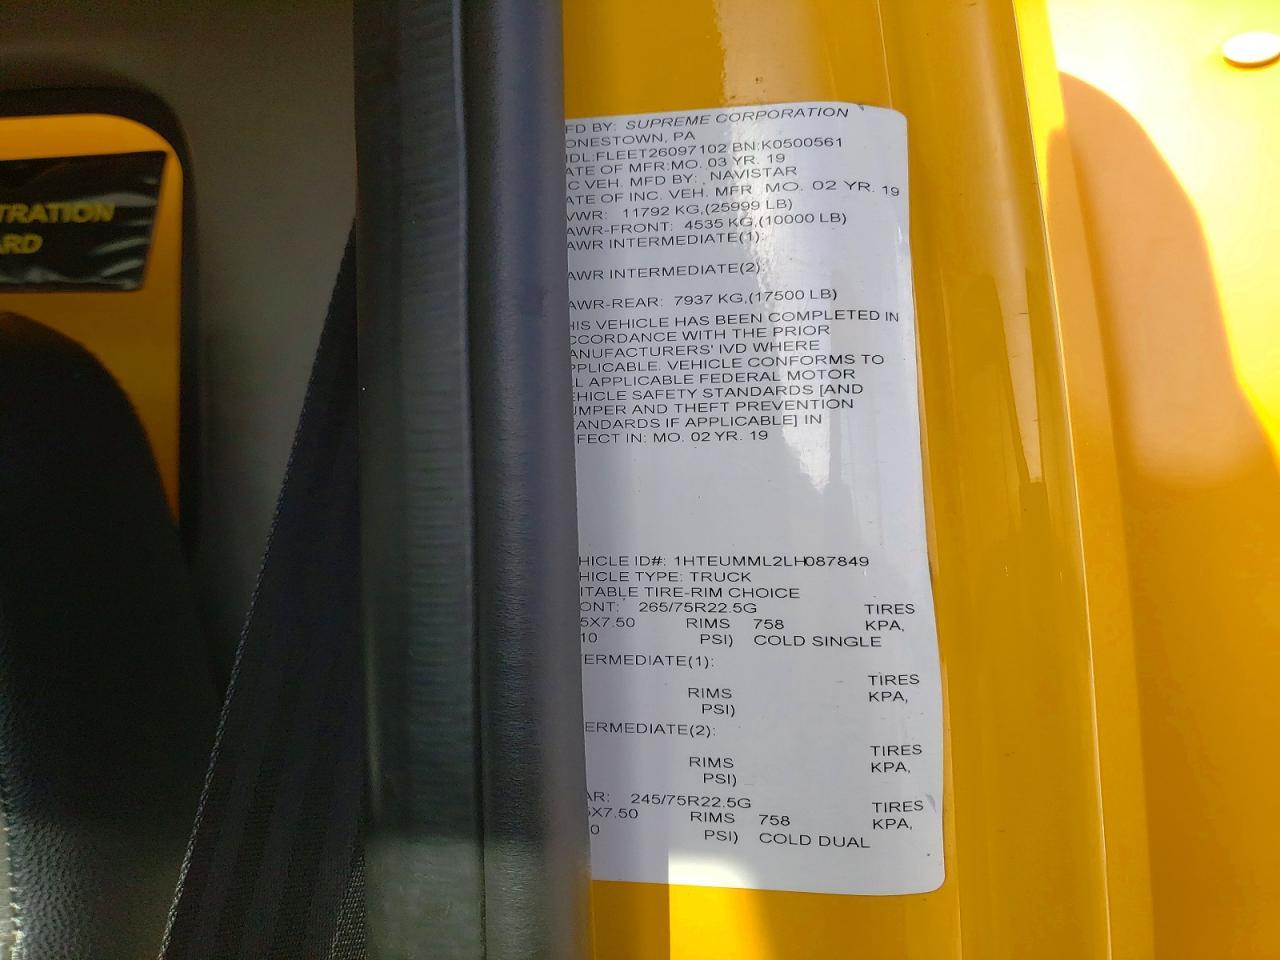 TRATION
ARD
FD BY: SUPREME CORPORATION
ONESTOWN, PA
DL:FLEET26097102 BN:K0500561
ATE OF MFR:MO. 03 YR. 19
C VEH. MFD BY: NAVISTAR
ATE OF INC. VEH. MFR MO. 02 YR. 19
VWR: 11792 KG,(25999 LB)
AWR-FRONT: 4535 KG,(10000 LB)
AWR INTERMEDIATE(1):
AWR INTERMEDIATE(2):
AWR-REAR: 7937 KG,(17500 LB)
HIS VEHICLE HAS BEEN COMPLETED IN
CCORDANCE WITH THE PRIOR
ANUFACTURERS' IVD WHERE
PPLICABLE. VEHICLE CONFORMS TO
L APPLICABLE FEDERAL MOTOR
EHICLE SAFETY STANDARDS [AND
UMPER AND THEFT PREVENTION
ANDARDS IF APPLICABLE] IN
FECT IN: MO. 02 YR. 19
HICLE ID#: 1HTEUMML2LH087849
HICLE TYPE: TRUCK
ITABLE TIRE-RIM CHOICE
ONT: 265/75R22.5G TIRES
5X7.50 RIMS 758 KPA,
10 PSI) COLD SINGLE
ERMEDIATE(1):
TIRES
RIMS KPA,
PSI)
ERMEDIATE(2):
TIRES
RIMS KPA,
PSI)
AR: 245/75R22.5G TIRES
5X7.50 RIMS 758 KPA,
0 PSI) COLD DUAL